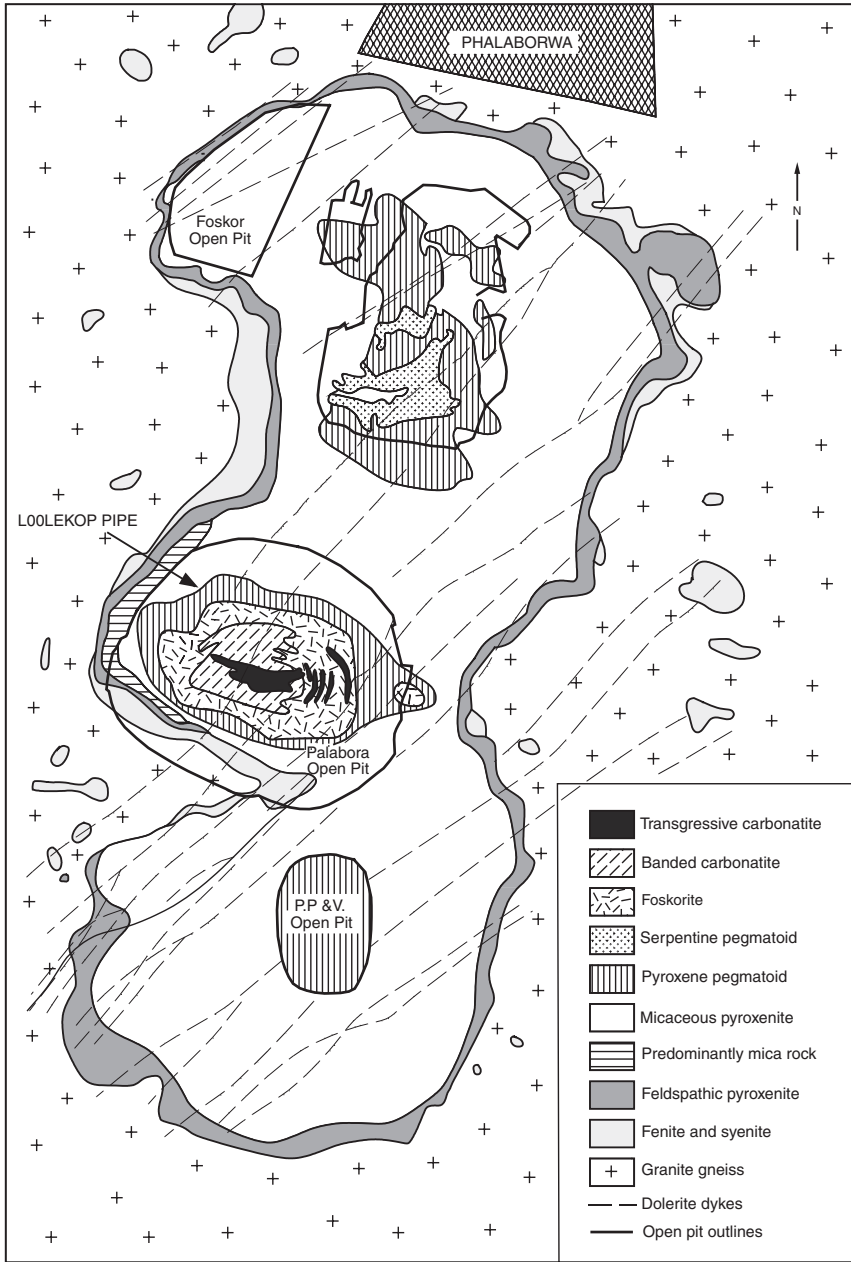 PHALABORWA
N
Foskor
Open Pit
L00LEKOP PIPE
Palabora
Open Pit
P.P &V.
Open Pit
Transgressive carbonatite
Banded carbonatite
Foskorite
Serpentine pegmatoid
Pyroxene pegmatoid
Micaceous pyroxenite
Predominantly mica rock
Feldspathic pyroxenite
Fenite and syenite
Granite gneiss
Dolerite dykes
Open pit outlines